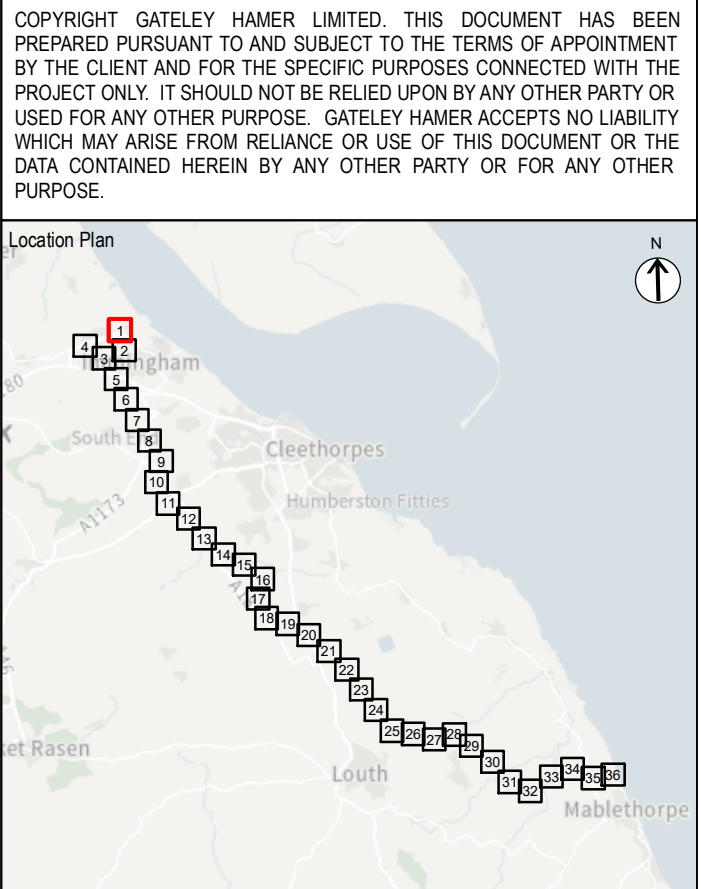 COPYRIGHT GATELEY HAMER LIMITED. THIS DOCUMENT HAS BEEN
PREPARED PURSUANT TO AND SUBJECT TO THE TERMS OF APPOINTMENT
BY THE CLIENT AND FOR THE SPECIFIC PURPOSES CONNECTED WITH THE
PROJECT ONLY. IT SHOULD NOT BE RELIED UPON BY ANY OTHER PARTY OR
USED FOR ANY OTHER PURPOSE. GATELEY HAMER ACCEPTS NO LIABILITY
WHICH MAY ARISE FROM RELIANCE OR USE OF THIS DOCUMENT OR THE
DATA CONTAINED HEREIN BY ANY OTHER PARTY OR FOR ANY OTHER
PURPOSE.
Location Plan
N
1
4
3
2
5
6
7
8
9
Cleethorpes
10
A1173
11
Humberston Fitties
12
13
14
15
16
17
18
19
20
21
22
23
24
25
26
27
28
29
30
31
32
33
34
35
36
ket Rasen
Louth
Mablethorpe